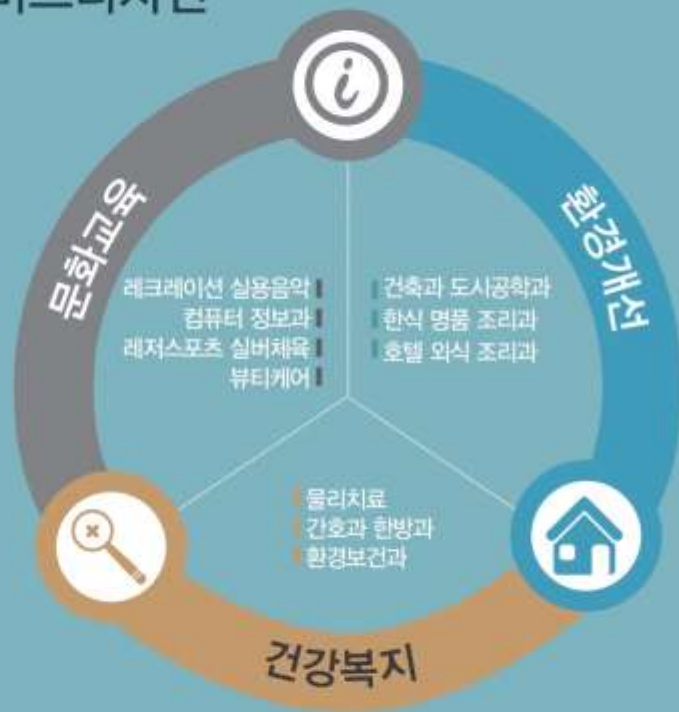 문화교육
레크레이션 실용음악
컴퓨터 정보과
레저스포츠 실버체육
뷰티케어
환경개선
건축과 도시공학과
한식 명품 조리과
호텔 외식 조리과
물리치료
간호과 한방과
환경보건과
건강복지